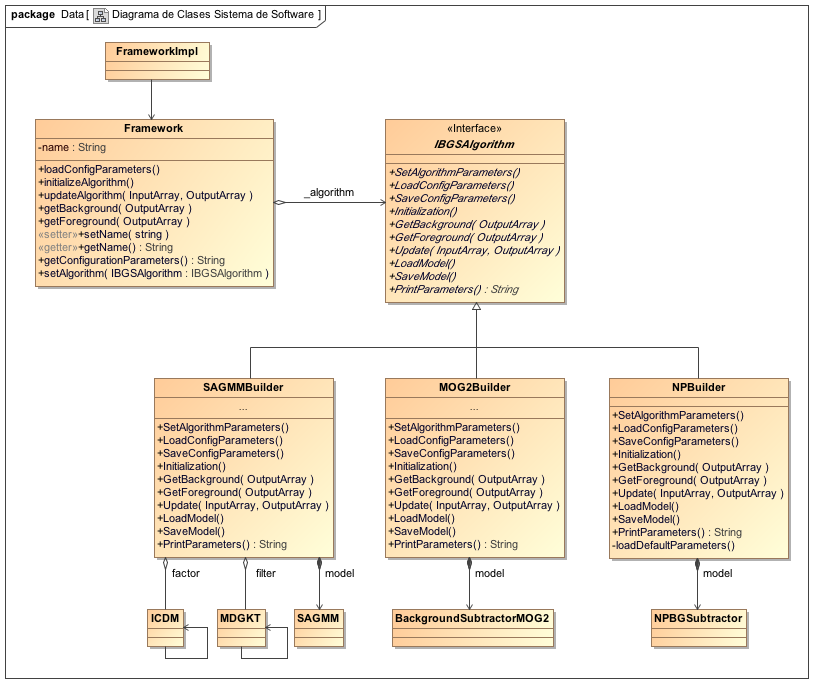 package Data [ Diagrama de Clases Sistema de Software ]
FrameworkImpl
Framework
-name : String
+loadConfigParameters()
+initializeAlgorithm()
+updateAlgorithm( InputArray, OutputArray )
+getBackground( OutputArray )
+getForeground( OutputArray )
«setter»+setName( string )
«getter»+getName() : String
+getConfigurationParameters() : String
+setAlgorithm( IBGSAlgorithm : IBGSAlgorithm )
_algorithm
«Interface»
IBGSAlgorithm
+SetAlgorithmParameters()
+LoadConfigParameters()
+SaveConfigParameters()
+Initialization()
+GetBackground( OutputArray )
+GetForeground( OutputArray )
+Update( InputArray, OutputArray )
+LoadModel()
+SaveModel()
+PrintParameters() : String
SAGMMBuilder
...
+SetAlgorithmParameters()
+LoadConfigParameters()
+SaveConfigParameters()
+Initialization()
+GetBackground( OutputArray )
+GetForeground( OutputArray )
+Update( InputArray, OutputArray )
+LoadModel()
+SaveModel()
+PrintParameters() : String
MOG2Builder
...
+SetAlgorithmParameters()
+LoadConfigParameters()
+SaveConfigParameters()
+Initialization()
+GetBackground( OutputArray )
+GetForeground( OutputArray )
+Update( InputArray, OutputArray )
+LoadModel()
+SaveModel()
+PrintParameters() : String
NPBuilder
+SetAlgorithmParameters()
+LoadConfigParameters()
+SaveConfigParameters()
+Initialization()
+GetBackground( OutputArray )
+GetForeground( OutputArray )
+Update( InputArray, OutputArray )
+LoadModel()
+SaveModel()
+PrintParameters() : String
-loadDefaultParameters()
factor
filter
model
model
model
ICDM
MDGKT
SAGMM
BackgroundSubtractorMOG2
NPBGSubtractor